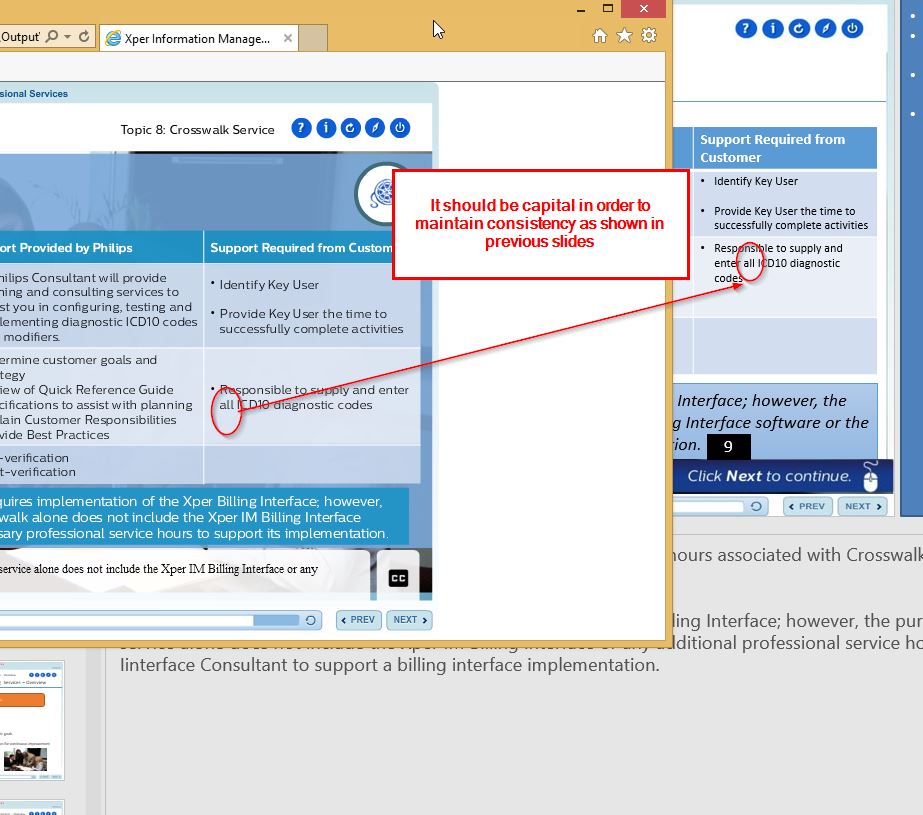 Output
Xper Information Manage...
sional Services
Topic 8: Crosswalk Service
ort Provided by Philips
Support Required from Custom
hilips Consultant will provide
ning and consulting services to
st you in configuring, testing and
lementing diagnostic ICD10 codes
modifiers.
• Identify Key User
• Provide Key User the time to
successfully complete activities
ermine customer goals and
tegy
iew of Quick Reference Guide
cifications to assist with planning
lain Customer Responsibilities
vide Best Practices
• Responsible to supply and enter
all ICD10 diagnostic codes
-verification
t-verification
quires implementation of the Xper Billing Interface; however,
walk alone does not include the Xper IM Billing Interface
sary professional service hours to support its implementation.
service alone does not include the Xper IM Billing Interface or any
CC
PREV
NEXT
It should be capital in order to
maintain consistency as shown in
previous slides
Support Required from
Customer
• Identify Key User
• Provide Key User the time to
successfully complete activities
• Responsible to supply and
enter all ICD10 diagnostic
codes
Interface; however, the
g Interface software or the
ion.
9
Click Next to continue.
PREV
NEXT
hours associated with Crosswalk
ling Interface; however, the pur
service alone does not include the Xper IM Billing Interface or any additional professional service ho
Iinterface Consultant to support a billing interface implementation.
Services – Overview